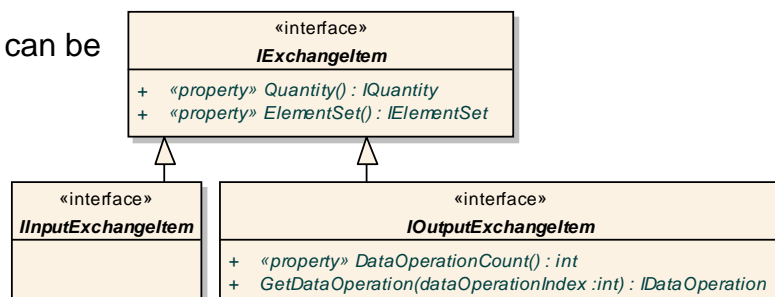 can be
«interface»
IExchangeItem
+ «property» Quantity() : IQuantity
+ «property» ElementSet() : IElementSet
«interface»
IInputExchangeItem
«interface»
IOutputExchangeItem
+ «property» DataOperationCount() : int
+ GetDataOperation(dataOperationIndex :int) : IDataOperation